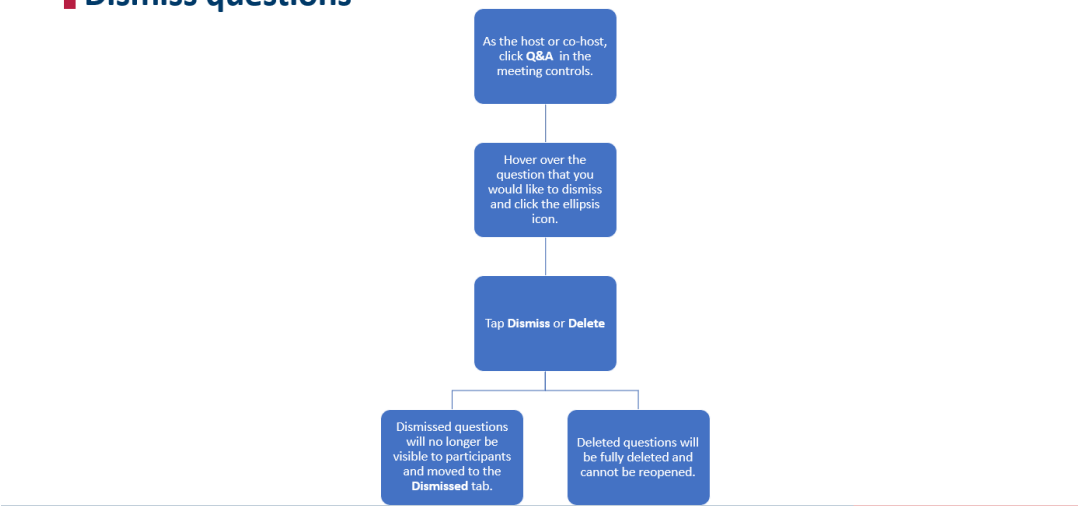 Dismiss questions
As the host or co-host,
click Q&A in the
meeting controls.
Hover over the
question that you
would like to dismiss
and click the ellipsis
icon.
Tap Dismiss or Delete
Dismissed questions
will no longer be
visible to participants
and moved to the
Dismissed tab.
Deleted questions will
be fully deleted and
cannot be reopened.